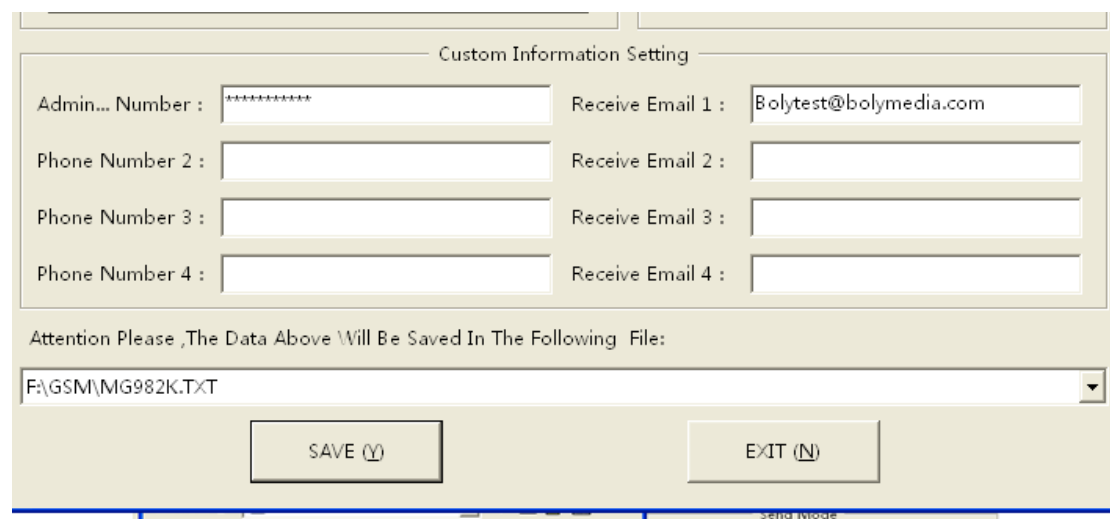 Custom Information Setting
Admin... Number : *********** Receive Email 1 : Bolytest@bolymedia.com
Phone Number 2 : Receive Email 2 :
Phone Number 3 : Receive Email 3 :
Phone Number 4 : Receive Email 4 :
Attention Please ,The Data Above Will Be Saved In The Following File:
F:\GSM\MG982K.TXT
SAVE (Y) EXIT (N)
Send Mode